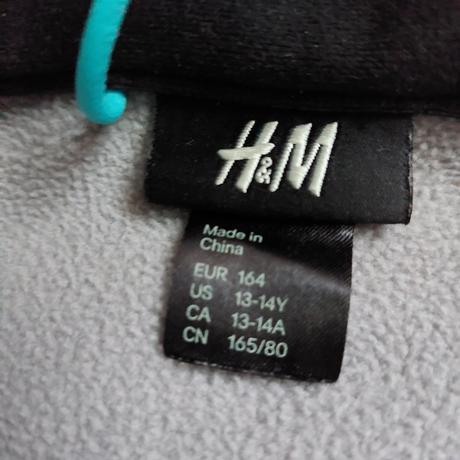 H&M
Made in
China
EUR 164
US 13-14Y
CA 13-14A
CN 165/80